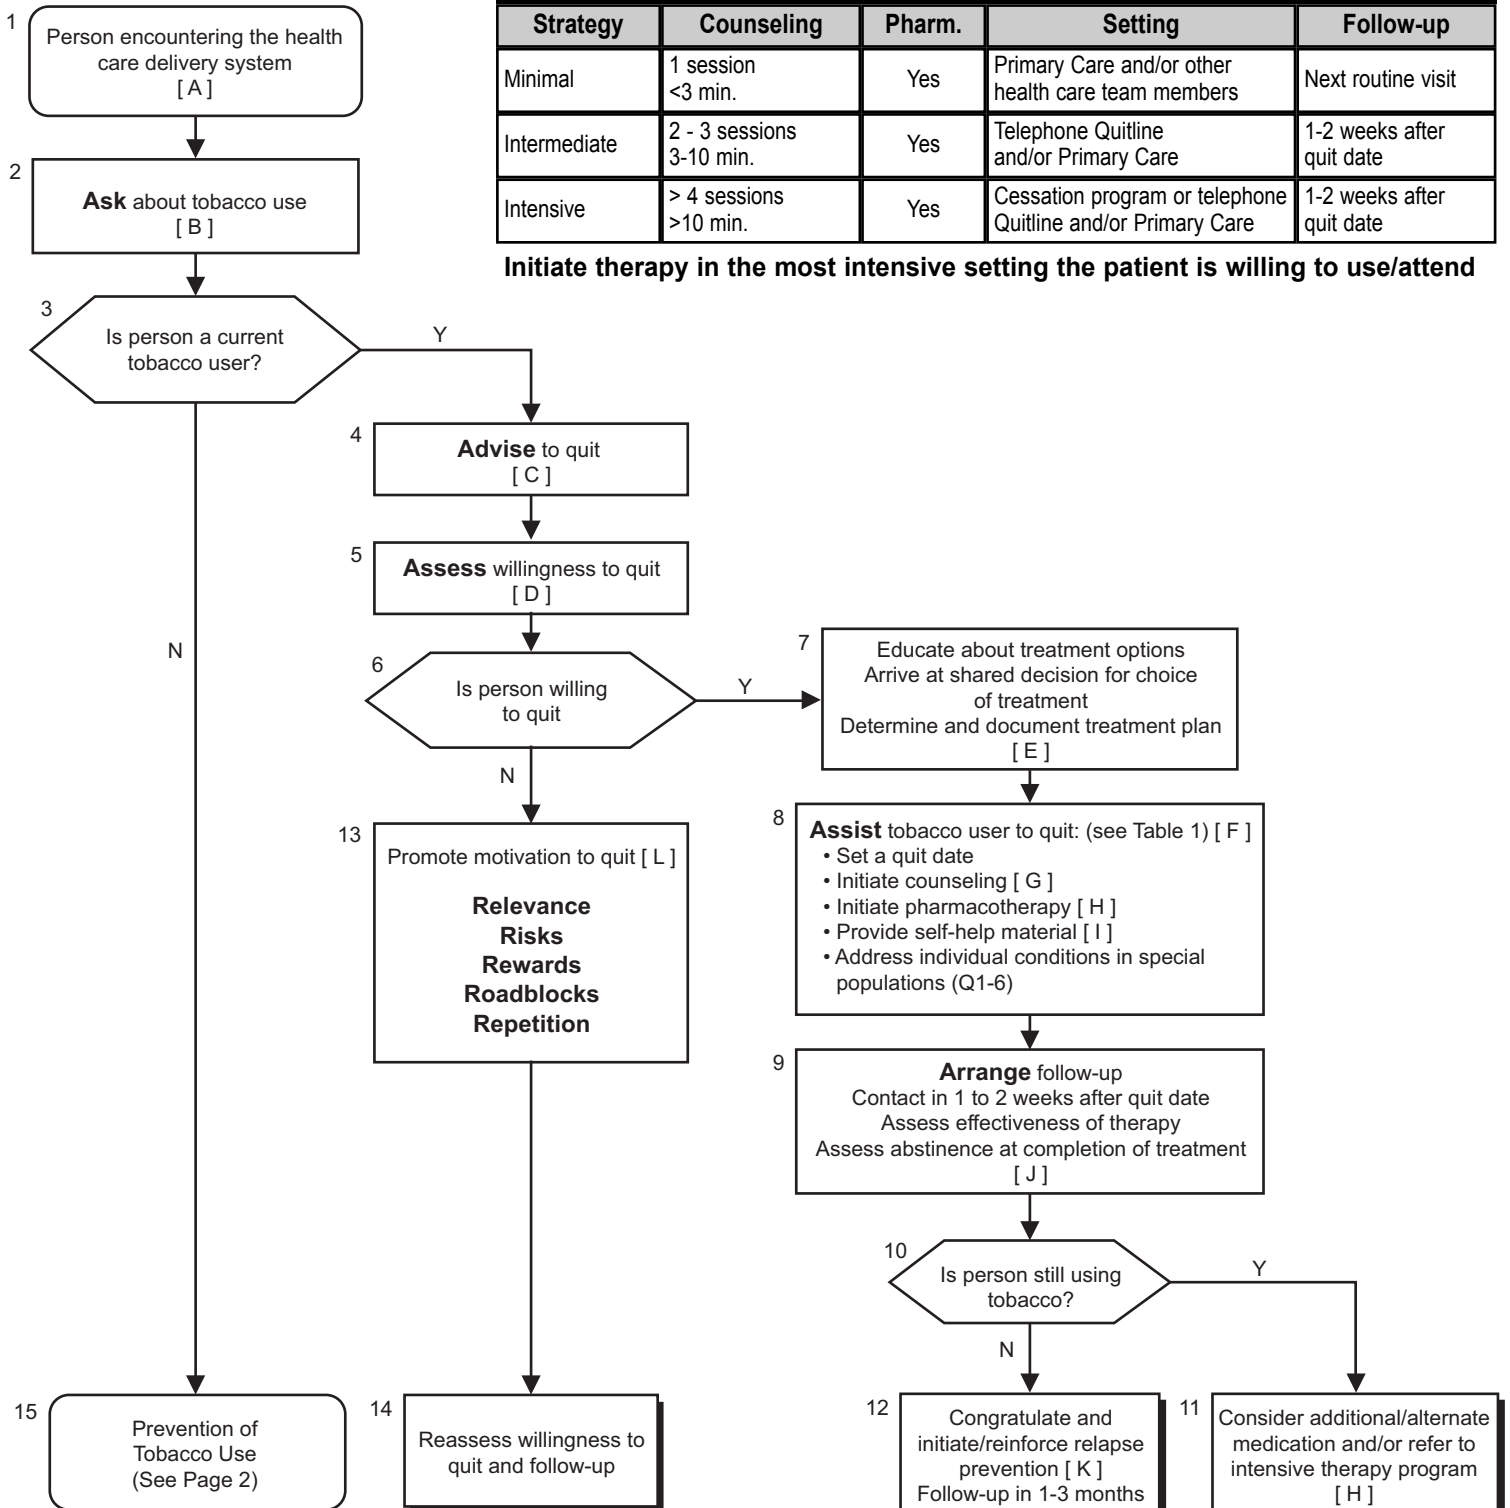 Strategy Counseling Pharm. Setting Follow-up
Minimal
1 session
<3 min.
Yes
Primary Care and/or other
health care team members
Next routine visit
Intermediate
2 - 3 sessions
3-10 min.
Yes
Telephone Quitline
and/or Primary Care
1-2 weeks after
quit date
Intensive
> 4 sessions
>10 min.
Yes
Cessation program or telephone
Quitline and/or Primary Care
1-2 weeks after
quit date
Initiate therapy in the most intensive setting the patient is willing to use/attend
1
Person encountering the health
care delivery system
[ A ]
2
Ask about tobacco use
[ B ]
3
Is person a current
tobacco user?
Y
N
4
Advise to quit
[ C ]
5
Assess willingness to quit
[ D ]
6
Is person willing
to quit
Y
N
7
Educate about treatment options
Arrive at shared decision for choice
of treatment
Determine and document treatment plan
[ E ]
8
Assist tobacco user to quit: (see Table 1) [ F ]
• Set a quit date
• Initiate counseling [ G ]
• Initiate pharmacotherapy [ H ]
• Provide self-help material [ I ]
• Address individual conditions in special
populations (Q1-6)
9
Arrange follow-up
Contact in 1 to 2 weeks after quit date
Assess effectiveness of therapy
Assess abstinence at completion of treatment
[ J ]
10
Is person still using
tobacco?
Y
N
11
Consider additional/alternate
medication and/or refer to
intensive therapy program
[ H ]
12
Congratulate and
initiate/reinforce relapse
prevention [ K ]
Follow-up in 1-3 months
13
Promote motivation to quit [ L ]
Relevance
Risks
Rewards
Roadblocks
Repetition
14
Reassess willingness to
quit and follow-up
15
Prevention of
Tobacco Use
(See Page 2)